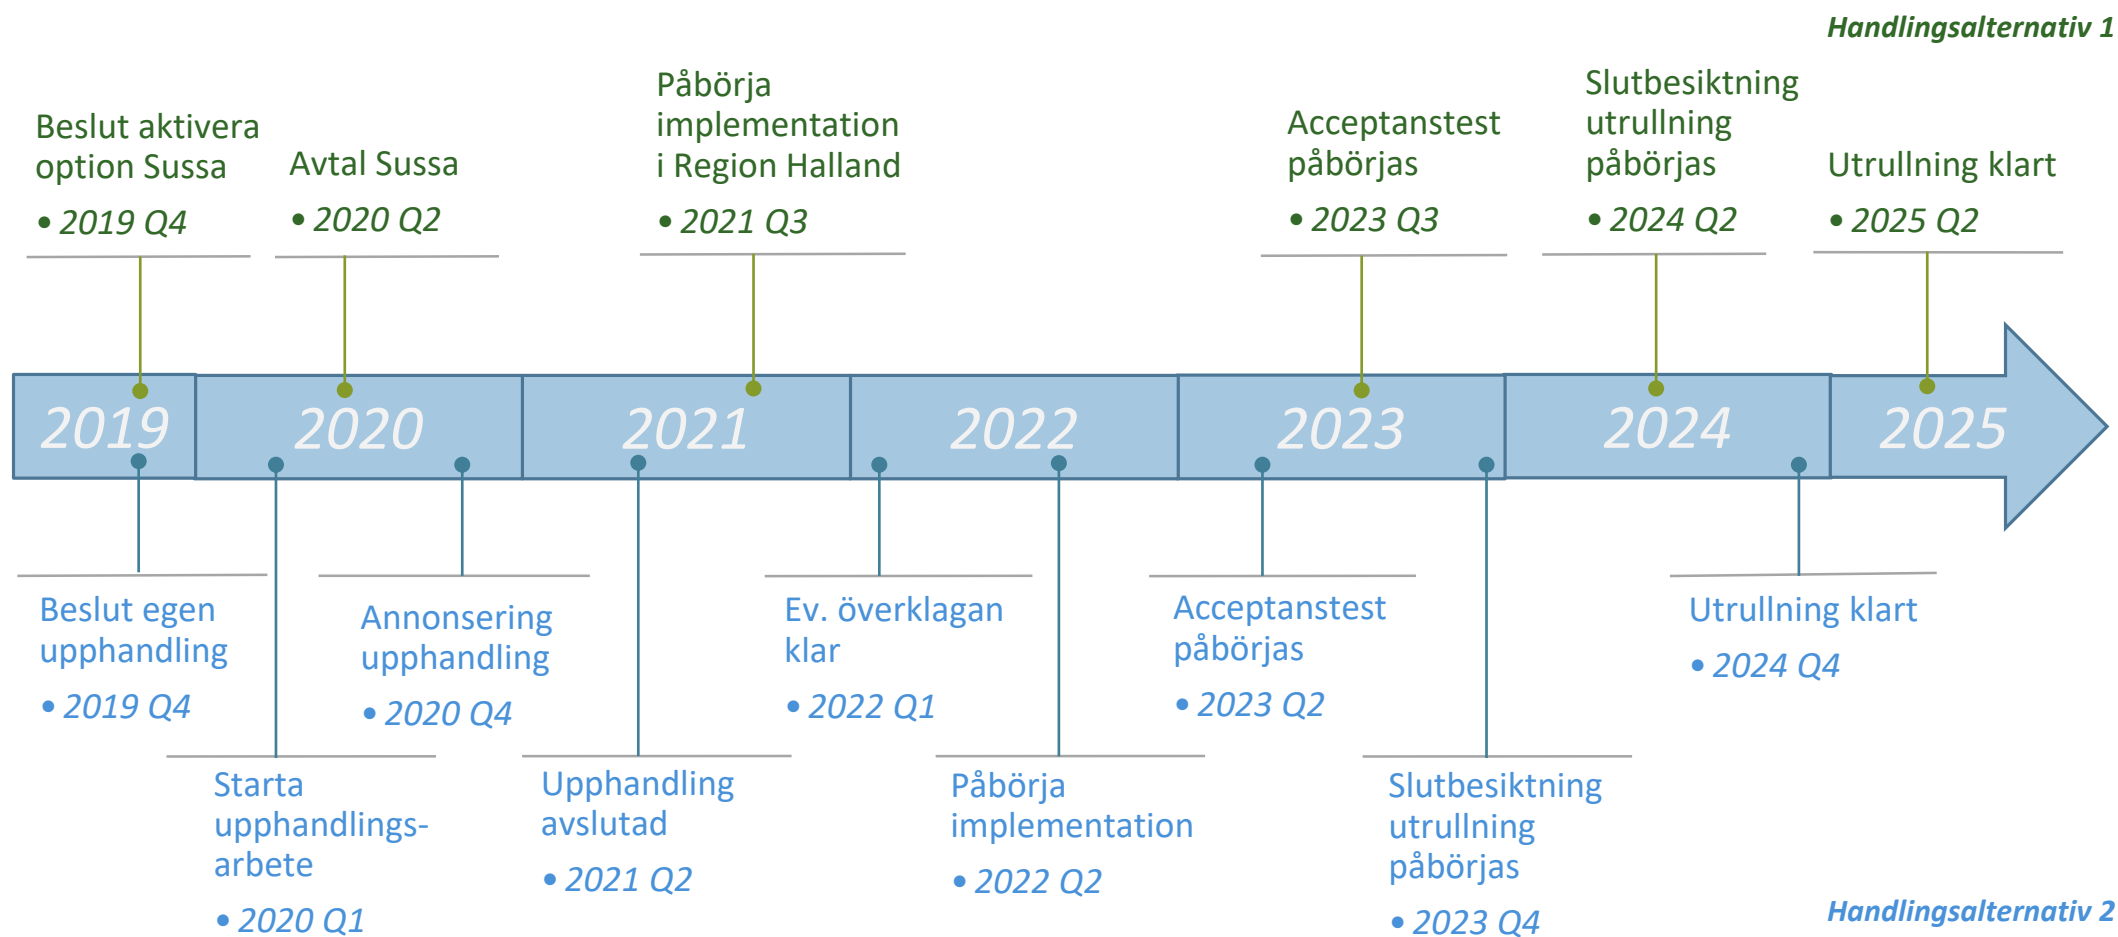 Handlingsalternativ 1
Beslut aktivera
option Sussa
• 2019 Q4
Avtal Sussa
• 2020 Q2
Påbörja
implementation
i Region Halland
• 2021 Q3
Acceptanstest
påbörjas
• 2023 Q3
Slutbesiktning
utrullning
påbörjas
• 2024 Q2
Utrullning klart
• 2025 Q2
2019
2020
2021
2022
2023
2024
2025
Beslut egen
upphandling
• 2019 Q4
Starta
upphandlings-
arbete
• 2020 Q1
Annonsering
upphandling
• 2020 Q4
Upphandling
avslutad
• 2021 Q2
Ev. överklagan
klar
• 2022 Q1
Påbörja
implementation
• 2022 Q2
Acceptanstest
påbörjas
• 2023 Q2
Slutbesiktning
utrullning
påbörjas
• 2023 Q4
Utrullning klart
• 2024 Q4
Handlingsalternativ 2